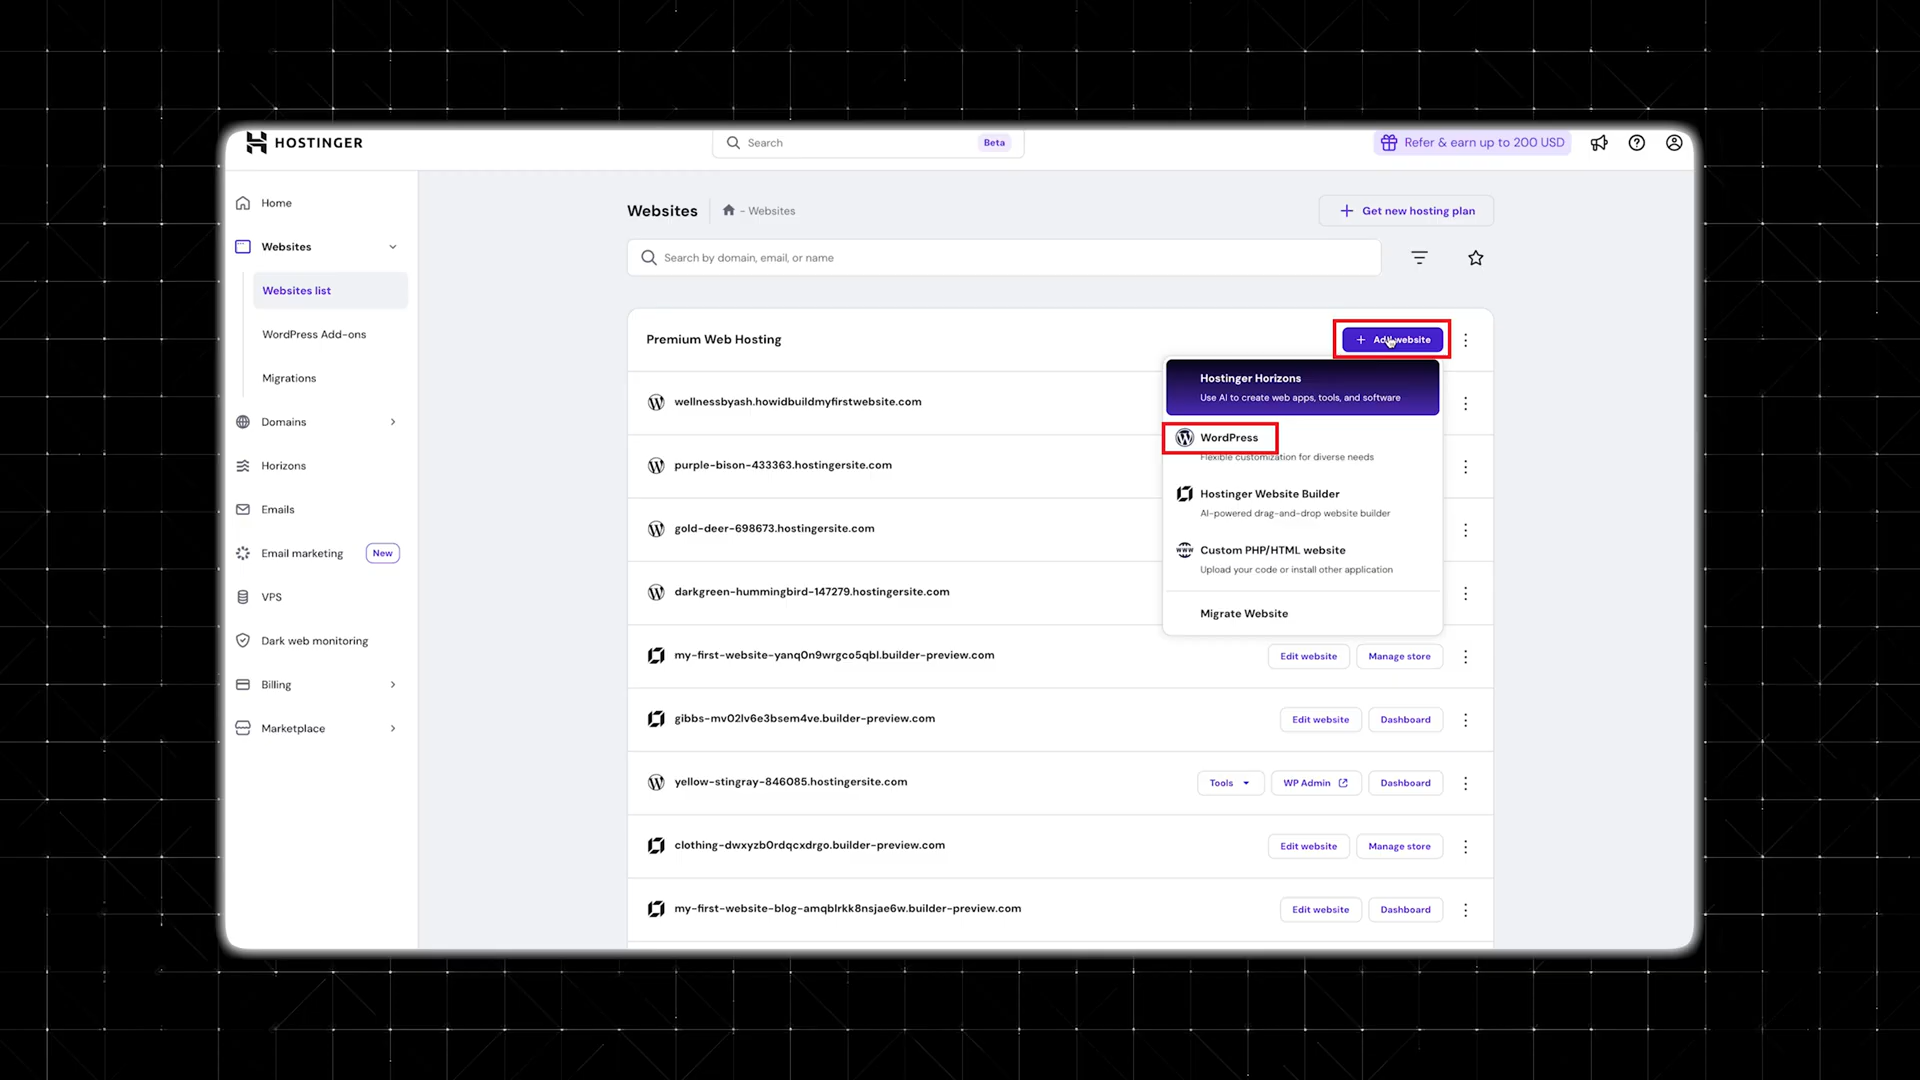 HOSTINGER
Search
Beta
Refer & earn up to 200 USD
Home
Websites
Websites list
WordPress Add-ons
Migrations
Domains
Horizons
Emails
Email marketing
New
VPS
Dark web monitoring
Billing
Marketplace
Websites
- Websites
Get new hosting plan
Search by domain, email, or name
Premium Web Hosting
+ Add website
Hostinger Horizons
Use AI to create web apps, tools, and software
WordPress
Flexible customization for diverse needs
Hostinger Website Builder
AI-powered drag-and-drop website builder
Custom PHP/HTML website
Upload your code or install other application
Migrate Website
wellnessbyash.howidbuildmyfirstwebsite.com
purple-bison-433363.hostingersite.com
gold-deer-698673.hostingersite.com
darkgreen-hummingbird-147279.hostingersite.com
my-first-website-yanq0n9wrgco5qbl.builder-preview.com
Edit website
Manage store
gibbs-mv02lv6e3bsem4ve.builder-preview.com
Edit website
Dashboard
yellow-stingray-846085.hostingersite.com
Tools
WP Admin
Dashboard
clothing-dwxyzb0rdqcxdrgo.builder-preview.com
Edit website
Manage store
my-first-website-blog-amqblrkk8nsjae6w.builder-preview.com
Edit website
Dashboard